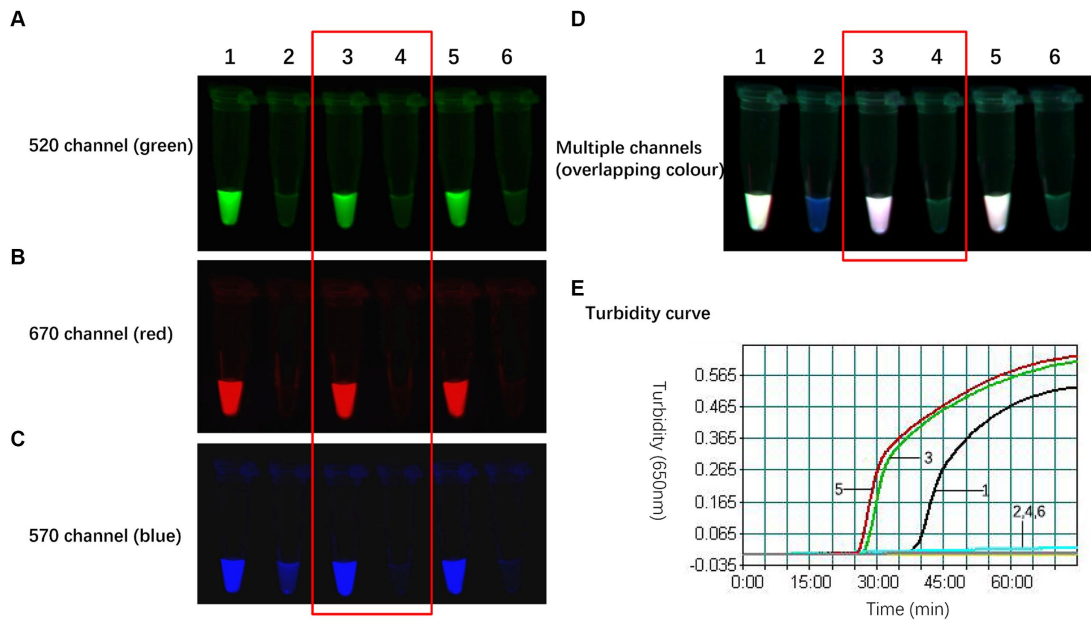 A
1 2 3 4 5 6
520 channel (green)
B
670 channel (red)
C
570 channel (blue)
D
1 2 3 4 5 6
Multiple channels
(overlapping colour)
E
Turbidity curve
Turbidity (650nm)
0.565
0.465
0.365
0.265
0.165
0.065
-0.035
5
3
1
2,4,6
0:00 15:00 30:00 45:00 60:00
Time (min)